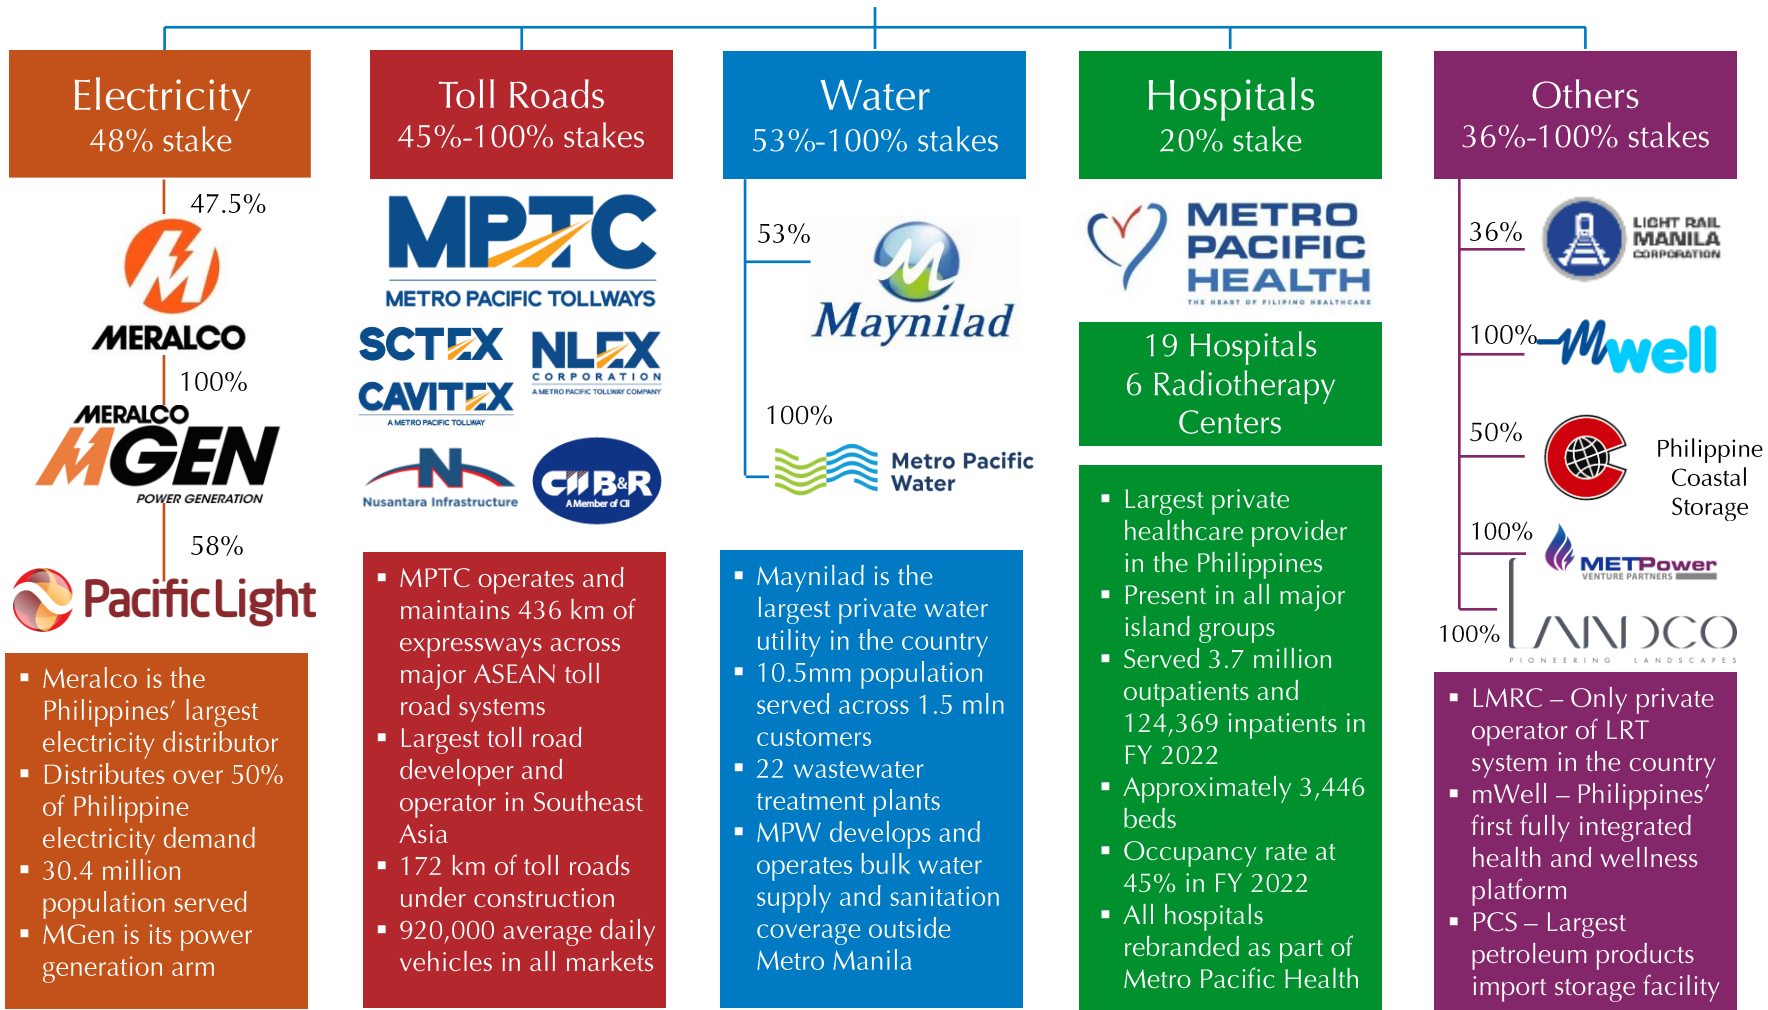 Electricity
48% stake
47.5%
MERALCO
100%
MERALCO
MGEN
POWER GENERATION
58%
PacificLight
▪ Meralco is the
Philippines’ largest
electricity distributor
▪ Distributes over 50%
of Philippine
electricity demand
▪ 30.4 million
population served
▪ MGen is its power
generation arm
Toll Roads
45%-100% stakes
MPTC
METRO PACIFIC TOLLWAYS
SCTEX
NLEX
CORPORATION
A METRO PACIFIC TOLLWAY COMPANY
CAVITEX
A METRO PACIFIC TOLLWAY
N
Nusantara Infrastructure
CII B&R
A Member of CII
▪ MPTC operates and
maintains 436 km of
expressways across
major ASEAN toll
road systems
▪ Largest toll road
developer and
operator in Southeast
Asia
▪ 172 km of toll roads
under construction
▪ 920,000 average daily
vehicles in all markets
Water
53%-100% stakes
53%
Maynilad
100%
Metro Pacific
Water
▪ Maynilad is the
largest private water
utility in the country
▪ 10.5mm population
served across 1.5 mln
customers
▪ 22 wastewater
treatment plants
▪ MPW develops and
operates bulk water
supply and sanitation
coverage outside
Metro Manila
Hospitals
20% stake
METRO
PACIFIC
HEALTH
THE HEART OF FILIPINO HEALTHCARE
19 Hospitals
6 Radiotherapy
Centers
▪ Largest private
healthcare provider
in the Philippines
▪ Present in all major
island groups
▪ Served 3.7 million
outpatients and
124,369 inpatients in
FY 2022
▪ Approximately 3,446
beds
▪ Occupancy rate at
45% in FY 2022
▪ All hospitals
rebranded as part of
Metro Pacific Health
Others
36%-100% stakes
36%
LIGHT RAIL
MANILA
CORPORATION
100%
mwell
50%
Philippine
Coastal
Storage
100%
METPower
VENTURE PARTNERS
100%
LANDCO
PIONEERING LANDSCAPES
▪ LMRC – Only private
operator of LRT
system in the country
▪ mWell – Philippines’
first fully integrated
health and wellness
platform
▪ PCS – Largest
petroleum products
import storage facility